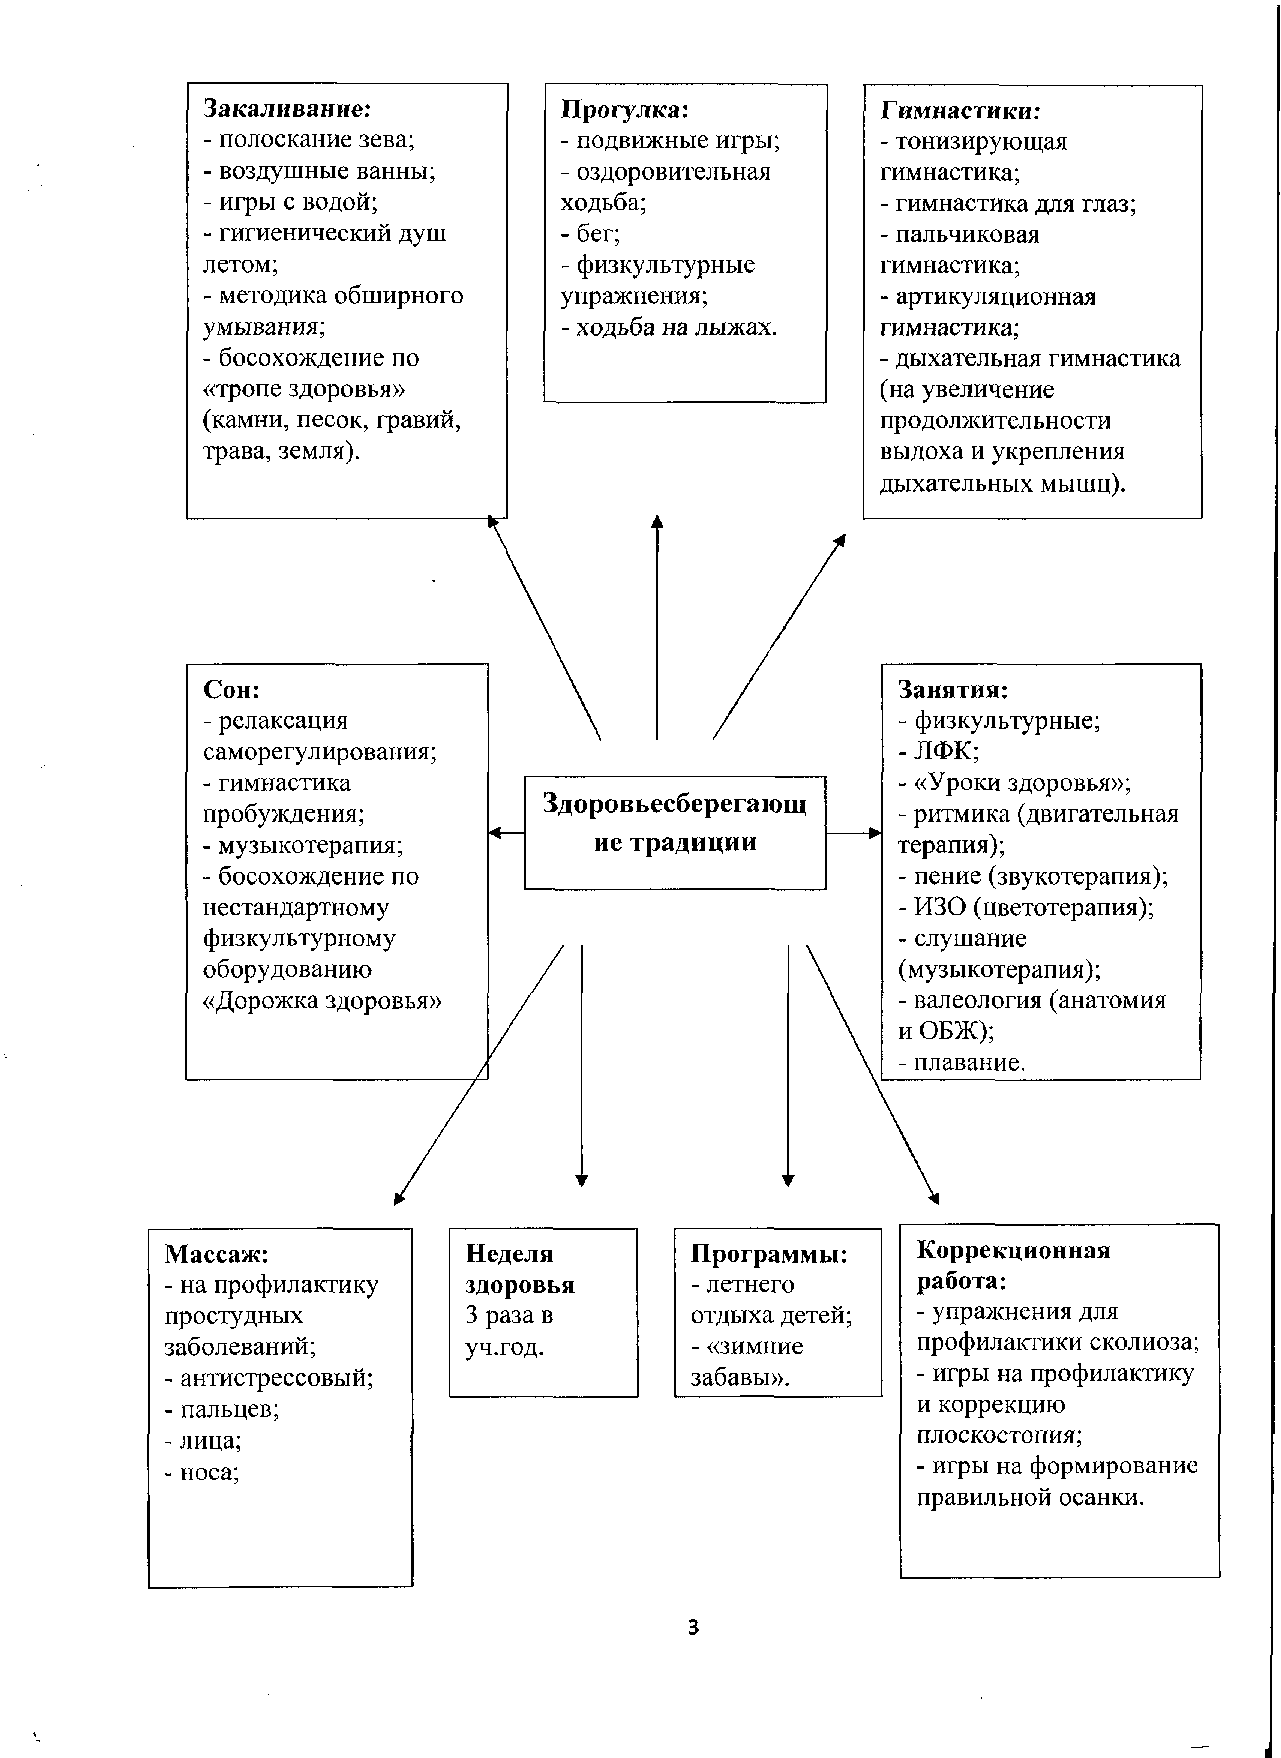 Закаливание:
- полоскание зева;
- воздушные ванны;
- игры с водой;
- гигиенический душ
летом;
- методика обширного
умывания;
- босохождение по
«тропе здоровья»
(камни, песок, гравий,
трава, земля).
Прогулка:
- подвижные игры;
- оздоровительная
ходьба;
- бег;
- физкультурные
упражнения;
- ходьба на лыжах.
Гимнастики:
- тонизирующая
гимнастика;
- гимнастика для глаз;
- пальчиковая
гимнастика;
- артикуляционная
гимнастика;
- дыхательная гимнастика
(на увеличение
продолжительности
выдоха и укрепления
дыхательных мышц).
Сон:
- релаксация
саморегулирования;
- гимнастика
пробуждения;
- музыкотерапия;
- босохождение по
нестандартному
физкультурному
оборудованию
«Дорожка здоровья»
Здоровьесберегающ
ие традиции
Занятия:
- физкультурные;
- ЛФК;
- «Уроки здоровья»;
- ритмика (двигательная
терапия);
- пение (звукотерапия);
- ИЗО (цветотерапия);
- слушание
(музыкотерапия);
- валеология (анатомия
и ОБЖ);
- плавание.
Массаж:
- на профилактику
простудных
заболеваний;
- антистрессовый;
- пальцев;
- лица;
- носа;
Неделя
здоровья
3 раза в
уч.год.
Программы:
- летнего
отдыха детей;
- «зимние
забавы».
Коррекционная
работа:
- упражнения для
профилактики сколиоза;
- игры на профилактику
и коррекцию
плоскостопия;
- игры на формирование
правильной осанки.
3